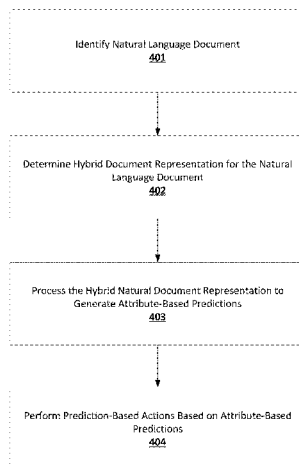 Identify Natural Language Document
401
Determine Hybrid Document Representation for the Natural
Language Document
402
Process the Hybrid Natural Document Representation to
Generate Attribute-Based Predictions
403
Perform Prediction-Based Actions Based on Attribute-Based
Predictions
404